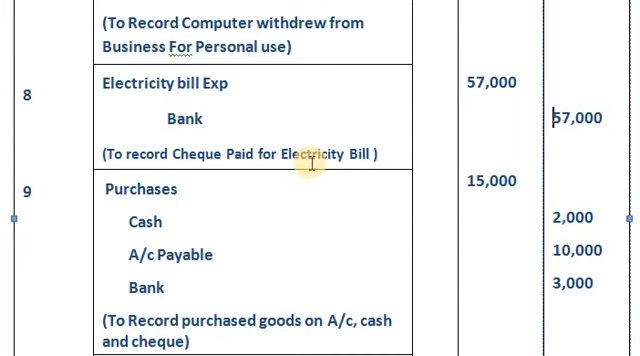 (To Record Computer withdrew from
Business For Personal use)
8 Electricity bill Exp 57,000
Bank 57,000
(To record Cheque Paid for Electricity Bill )
9 Purchases 15,000
Cash 2,000
A/c Payable 10,000
Bank 3,000
(To Record purchased goods on A/c, cash
and cheque)